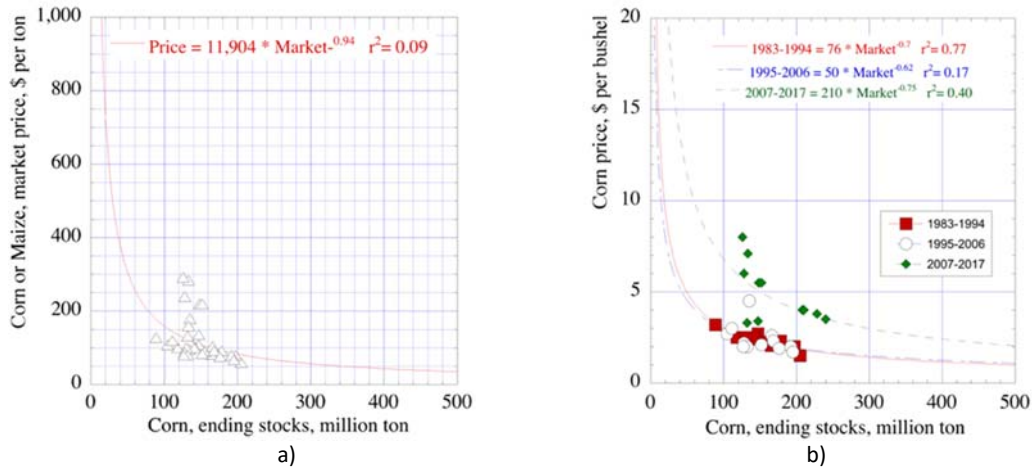 1,000
800
600
400
200
0
Corn or Maize, market price, $ per ton
Price = 11,904 * Market-^0.94 r²= 0.09
0 100 200 300 400 500
Corn, ending stocks, million ton
a)
20
15
10
5
0
Corn price, $ per bushel
1983-1994 = 76 * Market^-0.7 r²= 0.77
1995-2006 = 50 * Market^-0.62 r²= 0.17
2007-2017 = 210 * Market^-0.75 r²= 0.40
1983-1994
1995-2006
2007-2017
0 100 200 300 400 500
Corn, ending stocks, million ton
b)